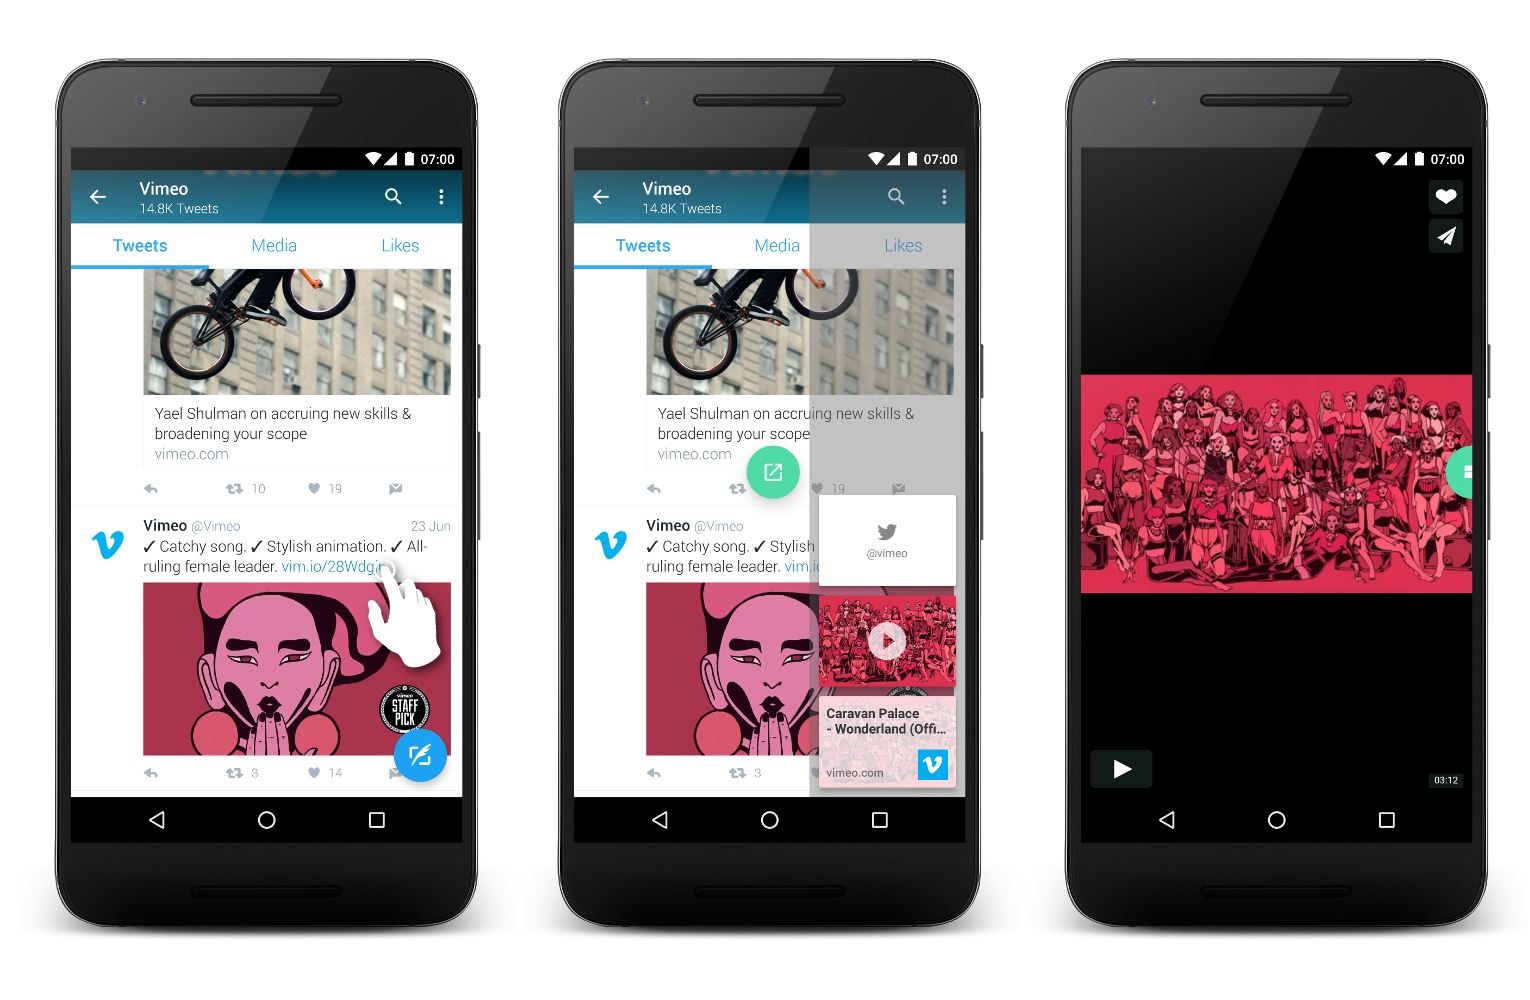 07:00
Vimeo
14.8K Tweets
Tweets Media Likes
Yael Shulman on accruing new skills &
broadening your scope
vimeo.com
10 19
Vimeo @Vimeo 23 Jun
✓ Catchy song. ✓ Stylish animation. ✓ All-
ruling female leader. vim.io/28Wdgi
vimeo
STAFF
PICK
3 14
07:00
Vimeo
14.8K Tweets
Tweets Media Likes
Yael Shulman on accruing new skills &
broadening your scope
vimeo.com
19
Vimeo @Vimeo
✓ Catchy song. ✓ Stylish
ruling female leader. vim.i
@vimeo
3
Caravan Palace
- Wonderland (Offi...
vimeo.com
07:00
03:12